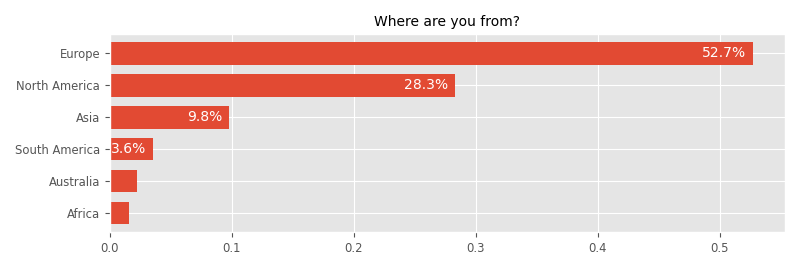 Where are you from?
Europe 52.7%
North America 28.3%
Asia 9.8%
South America 3.6%
Australia
Africa
0.0 0.1 0.2 0.3 0.4 0.5